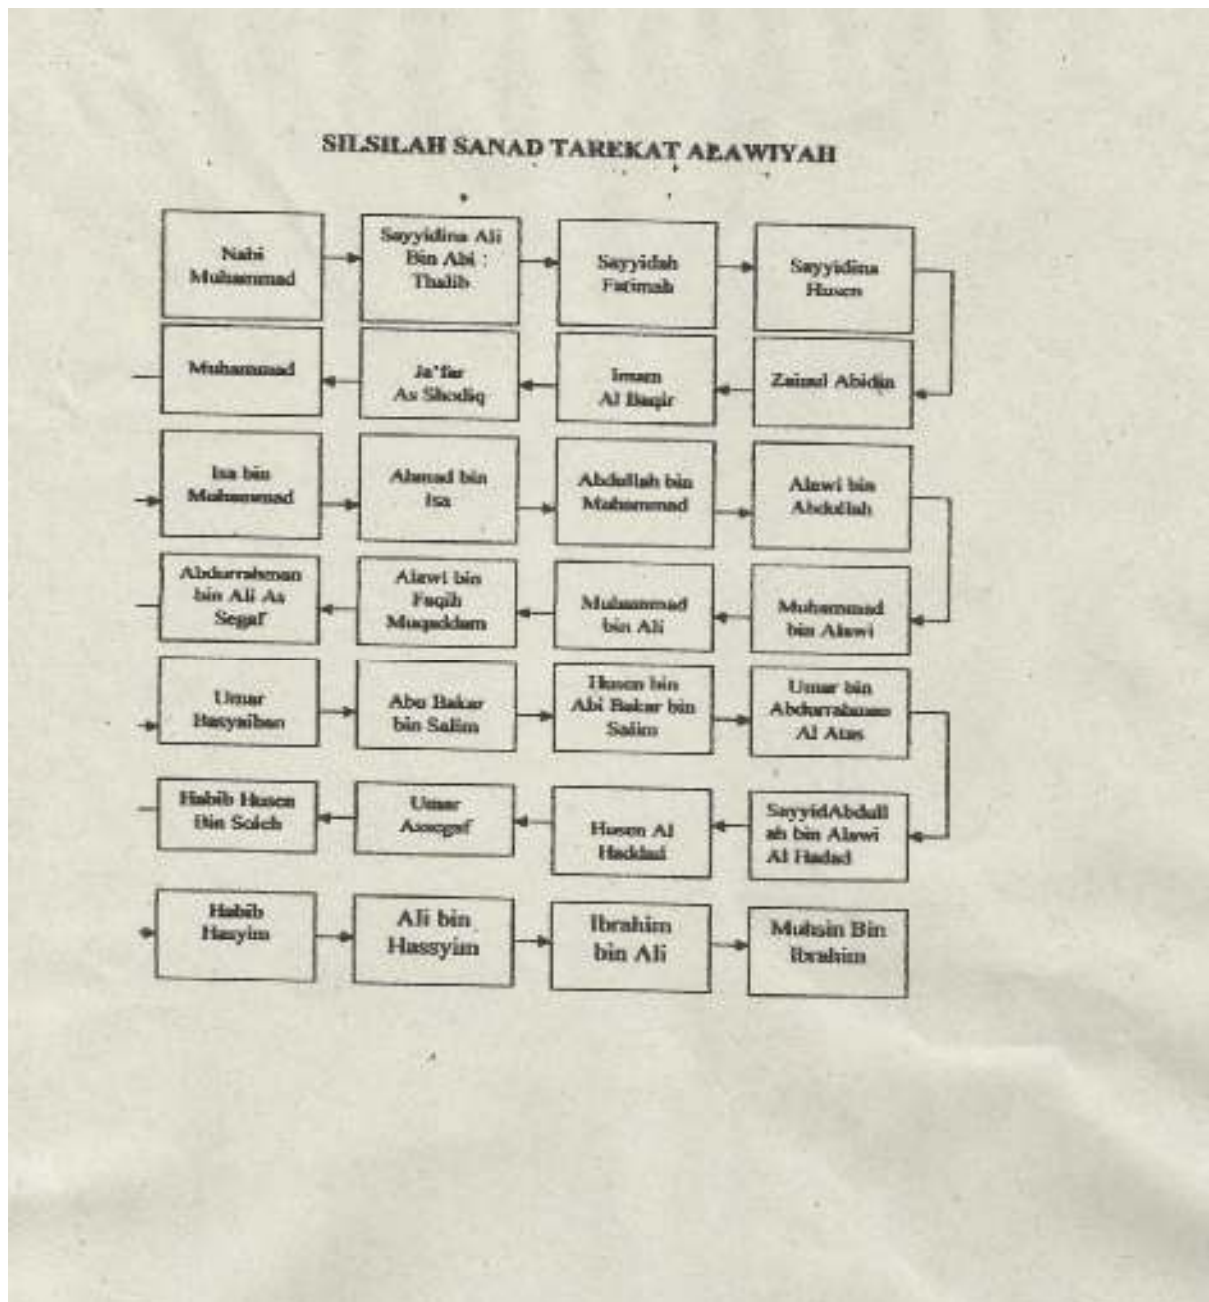 SILSILAH SANAD TAREKAT ALAWIYAH
Nabi
Muhammad
Sayyidina Ali
Bin Abi :
Thalib
Sayyidah
Fatimah
Sayyidina
Husen
Muhammad
Ja'far
As Shodiq
Imam
Al Baqir
Zainul Abidin
Isa bin
Muhammad
Ahmad bin
Isa
Abdullah bin
Muhammad
Alawi bin
Abdullah
Abdurrahman
bin Ali As
Segaf
Alawi bin
Faqih
Muqaddam
Muhammad
bin Ali
Muhammad
bin Alawi
Umar
Basyaiban
Abu Bakar
bin Salim
Husen bin
Abi Bakar bin
Salim
Umar bin
Abdurrahman
Al Atas
Habib Husen
Bin Soleh
Umar
Assegaf
Husen Al
Haddad
SayyidAbdull
ah bin Alawi
Al Hadad
Habib
Hasyim
Ali bin
Hassyim
Ibrahim
bin Ali
Muhsin Bin
Ibrahim